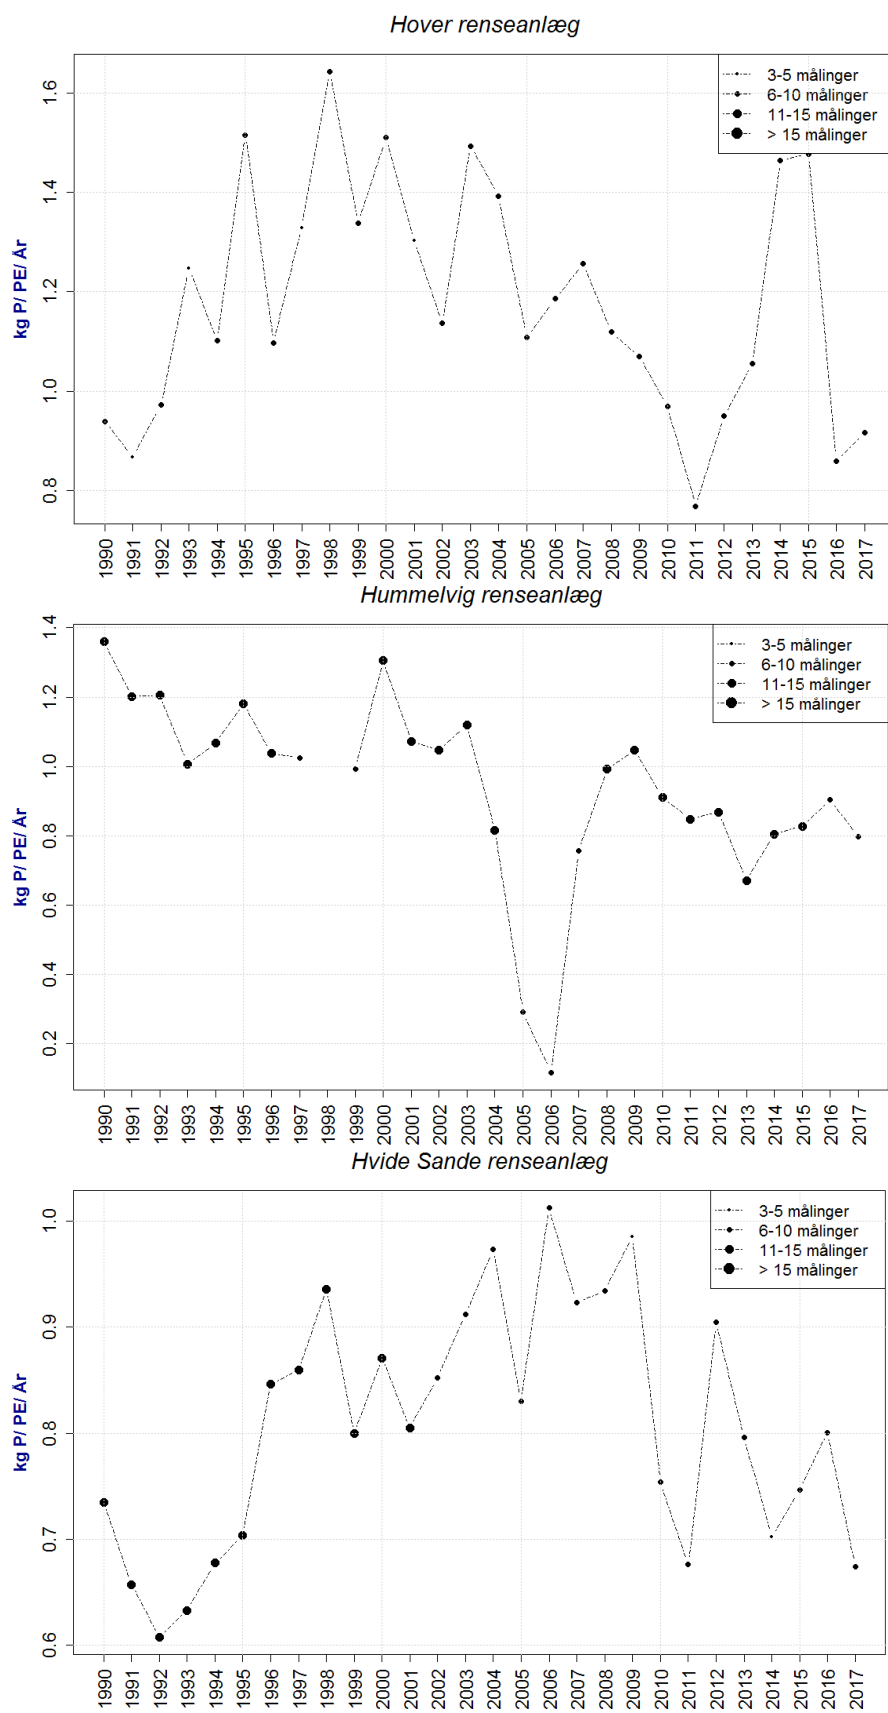 Hover renseanlæg
3-5 målinger
6-10 målinger
11-15 målinger
> 15 målinger
kg P/ PE/ År
1.6
1.4
1.2
1.0
0.8
1990 1991 1992 1993 1994 1995 1996 1997 1998 1999 2000 2001 2002 2003 2004 2005 2006 2007 2008 2009 2010 2011 2012 2013 2014 2015 2016 2017
Hummelvig renseanlæg
3-5 målinger
6-10 målinger
11-15 målinger
> 15 målinger
kg P/ PE/ År
1.4
1.2
1.0
0.8
0.6
0.4
0.2
1990 1991 1992 1993 1994 1995 1996 1997 1998 1999 2000 2001 2002 2003 2004 2005 2006 2007 2008 2009 2010 2011 2012 2013 2014 2015 2016 2017
Hvide Sande renseanlæg
3-5 målinger
6-10 målinger
11-15 målinger
> 15 målinger
kg P/ PE/ År
1.0
0.9
0.8
0.7
0.6
1990 1991 1992 1993 1994 1995 1996 1997 1998 1999 2000 2001 2002 2003 2004 2005 2006 2007 2008 2009 2010 2011 2012 2013 2014 2015 2016 2017